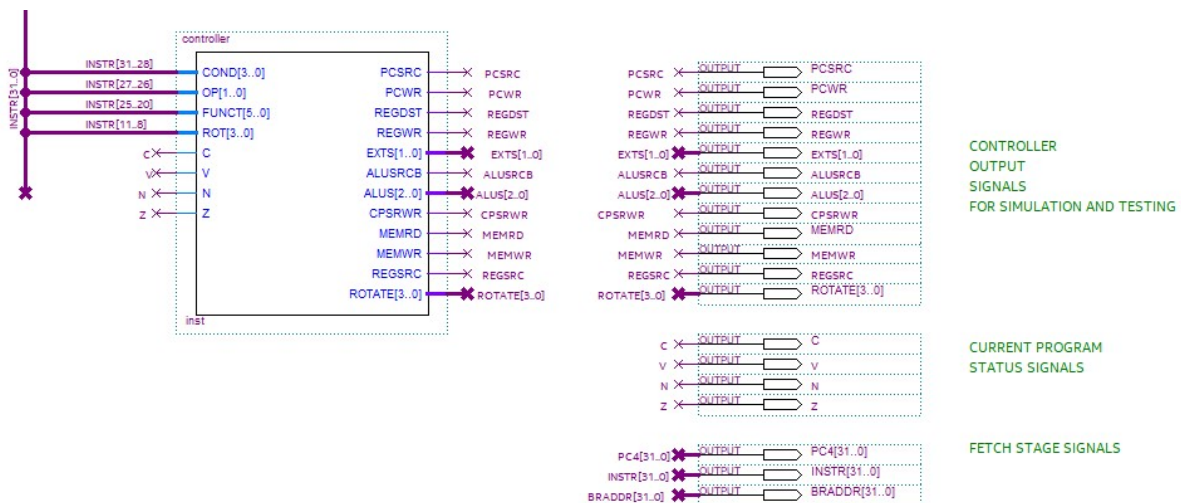 controller
INSTR[31..0]
INSTR[31..28]
INSTR[27..26]
INSTR[25..20]
INSTR[11..8]
C
V
N
Z
COND[3..0]
OP[1..0]
FUNCT[5..0]
ROT[3..0]
C
V
N
Z
PCSRC
PCWR
REGDST
REGWR
EXTS[1..0]
ALUSRCB
ALUS[2..0]
CPSRWR
MEMRD
MEMWR
REGSRC
ROTATE[3..0]
inst
PCSRC
PCWR
REGDST
REGWR
EXTS[1..0]
ALUSRCB
ALUS[2..0]
CPSRWR
MEMRD
MEMWR
REGSRC
ROTATE[3..0]
PCSRC OUTPUT PCSRC
PCWR OUTPUT PCWR
REGDST OUTPUT REGDST
REGWR OUTPUT REGWR
EXTS[1..0] OUTPUT EXTS[1..0]
ALUSRCB OUTPUT ALUSRCB
ALUS[2..0] OUTPUT ALUS[2..0]
CPSRWR OUTPUT CPSRWR
MEMRD OUTPUT MEMRD
MEMWR OUTPUT MEMWR
REGSRC OUTPUT REGSRC
ROTATE[3..0] OUTPUT ROTATE[3..0]
CONTROLLER
OUTPUT
SIGNALS
FOR SIMULATION AND TESTING
C OUTPUT C
V OUTPUT V
N OUTPUT N
Z OUTPUT Z
CURRENT PROGRAM
STATUS SIGNALS
PC4[31..0] OUTPUT PC4[31..0]
INSTR[31..0] OUTPUT INSTR[31..0]
BRADDR[31..0] OUTPUT BRADDR[31..0]
FETCH STAGE SIGNALS